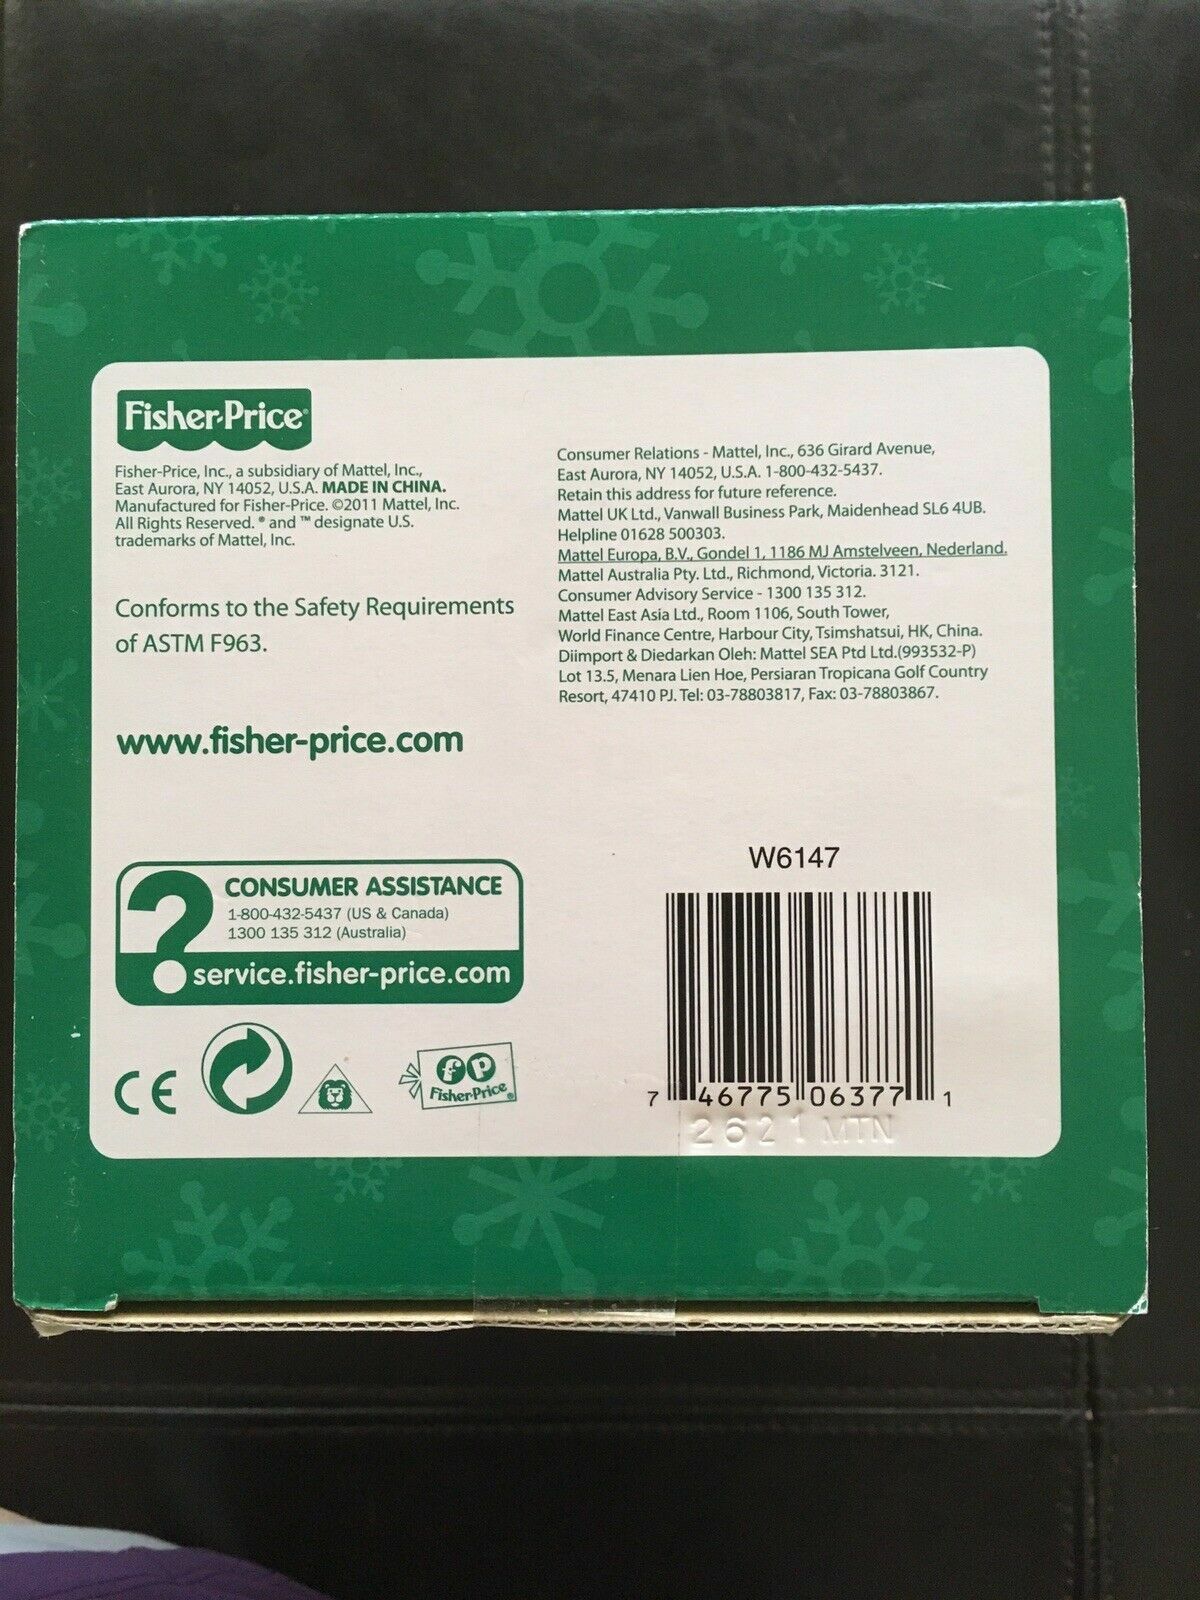 Fisher-Price®
Fisher-Price, Inc., a subsidiary of Mattel, Inc.,
East Aurora, NY 14052, U.S.A. MADE IN CHINA.
Manufactured for Fisher-Price. ©2011 Mattel, Inc.
All Rights Reserved. ® and ™ designate U.S.
trademarks of Mattel, Inc.
Conforms to the Safety Requirements
of ASTM F963.
www.fisher-price.com
Consumer Relations - Mattel, Inc., 636 Girard Avenue,
East Aurora, NY 14052, U.S.A. 1-800-432-5437.
Retain this address for future reference.
Mattel UK Ltd., Vanwall Business Park, Maidenhead SL6 4UB.
Helpline 01628 500303.
Mattel Europa, B.V., Gondel 1, 1186 MJ Amstelveen, Nederland.
Mattel Australia Pty. Ltd., Richmond, Victoria. 3121.
Consumer Advisory Service - 1300 135 312.
Mattel East Asia Ltd., Room 1106, South Tower,
World Finance Centre, Harbour City, Tsimshatsui, HK, China.
Diimport & Diedarkan Oleh: Mattel SEA Ptd Ltd.(993532-P)
Lot 13.5, Menara Lien Hoe, Persiaran Tropicana Golf Country
Resort, 47410 PJ. Tel: 03-78803817, Fax: 03-78803867.
? CONSUMER ASSISTANCE
1-800-432-5437 (US & Canada)
1300 135 312 (Australia)
service.fisher-price.com
CE
fp
Fisher-Price®
W6147
7 46775 06377 1
2621 MTN